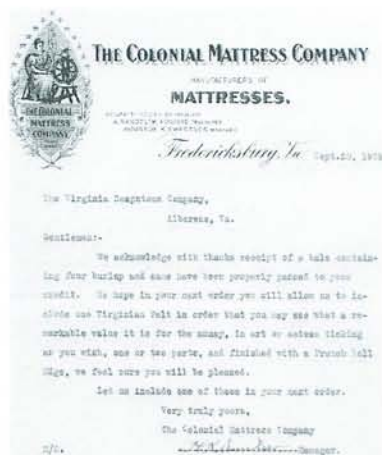 THE COLONIAL MATTRESS COMPANY
MANUFACTURERS OF
MATTRESSES.
THE COLONIAL
MATTRESS
COMPANY
Fredericksburg, Va. Sept.
The Virginia Soapstone Company,
Alberene, Va.
Gentlemen:-
We acknowledge with thanks receipt of a bale contain-
ing four burlap and same have been properly passed to your
credit. We hope in your next order you will allow us to in-
clude one Virginian Felt in order that you may see what a re-
markable value it is for the money, in art or sateen ticking
as you wish, one or two parts, and finished with a French Roll
Edge, we feel sure you will be pleased.
Let us include one of these in your next order.
Very truly yours,
The Colonial Mattress Company
Manager.